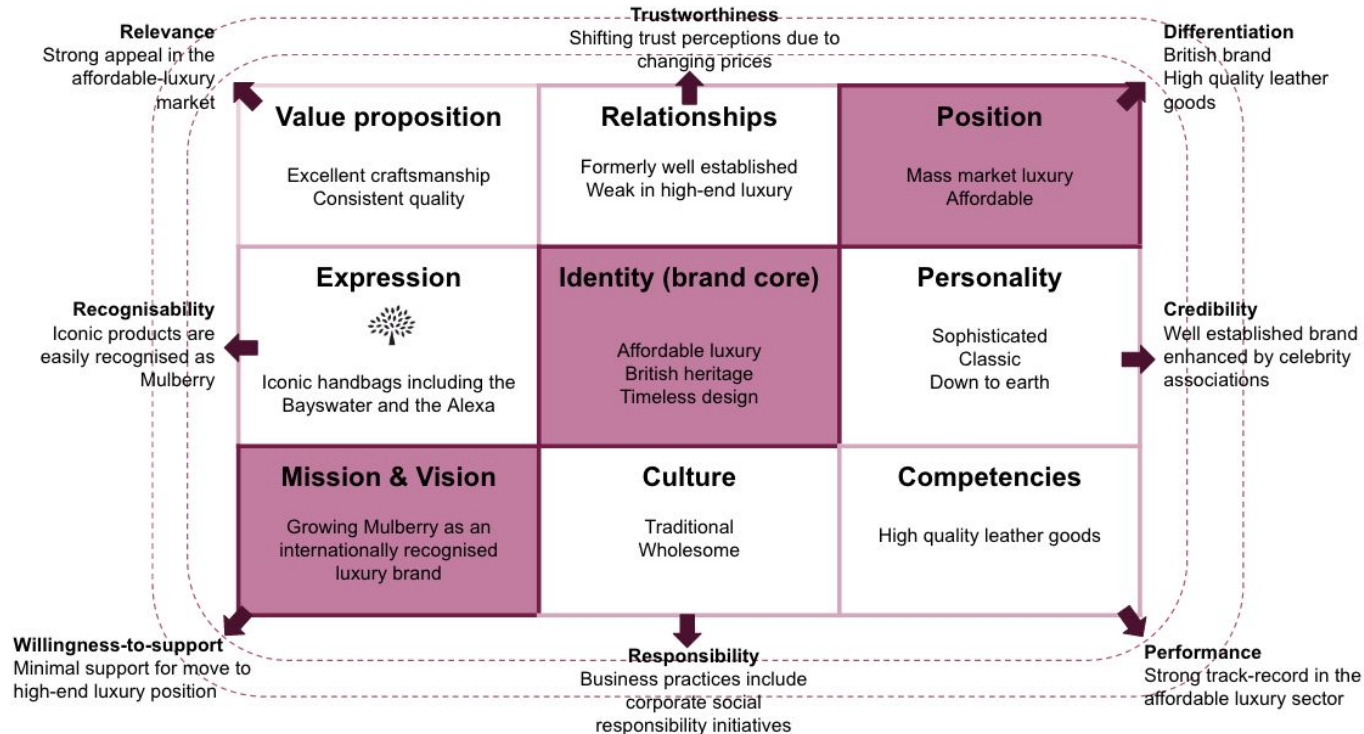 Relevance
Strong appeal in the
affordable-luxury
market
Trustworthiness
Shifting trust perceptions due to
changing prices
Differentiation
British brand
High quality leather
goods
Value proposition
Excellent craftsmanship
Consistent quality
Relationships
Formerly well established
Weak in high-end luxury
Position
Mass market luxury
Affordable
Recognisability
Iconic products are
easily recognised as
Mulberry
Expression
Iconic handbags including the
Bayswater and the Alexa
Identity (brand core)
Affordable luxury
British heritage
Timeless design
Personality
Sophisticated
Classic
Down to earth
Credibility
Well established brand
enhanced by celebrity
associations
Mission & Vision
Growing Mulberry as an
internationally recognised
luxury brand
Culture
Traditional
Wholesome
Competencies
High quality leather goods
Willingness-to-support
Minimal support for move to
high-end luxury position
Responsibility
Business practices include
corporate social
responsibility initiatives
Performance
Strong track-record in the
affordable luxury sector